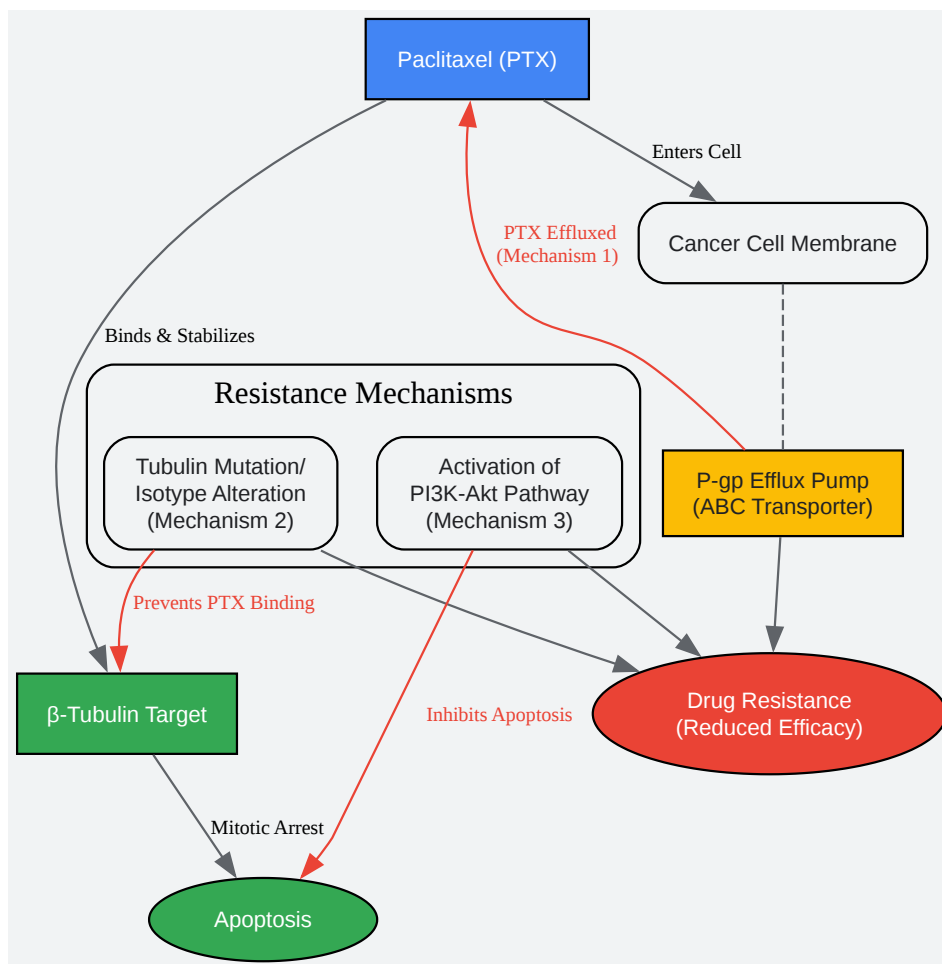 Paclitaxel (PTX)
Enters Cell
PTX Effluxed
(Mechanism 1)
Cancer Cell Membrane
Binds & Stabilizes
Resistance Mechanisms
Tubulin Mutation/
Isotype Alteration
(Mechanism 2)
Activation of
PI3K-Akt Pathway
(Mechanism 3)
P-gp Efflux Pump
(ABC Transporter)
Prevents PTX Binding
β-Tubulin Target
Inhibits Apoptosis
Drug Resistance
(Reduced Efficacy)
Mitotic Arrest
Apoptosis